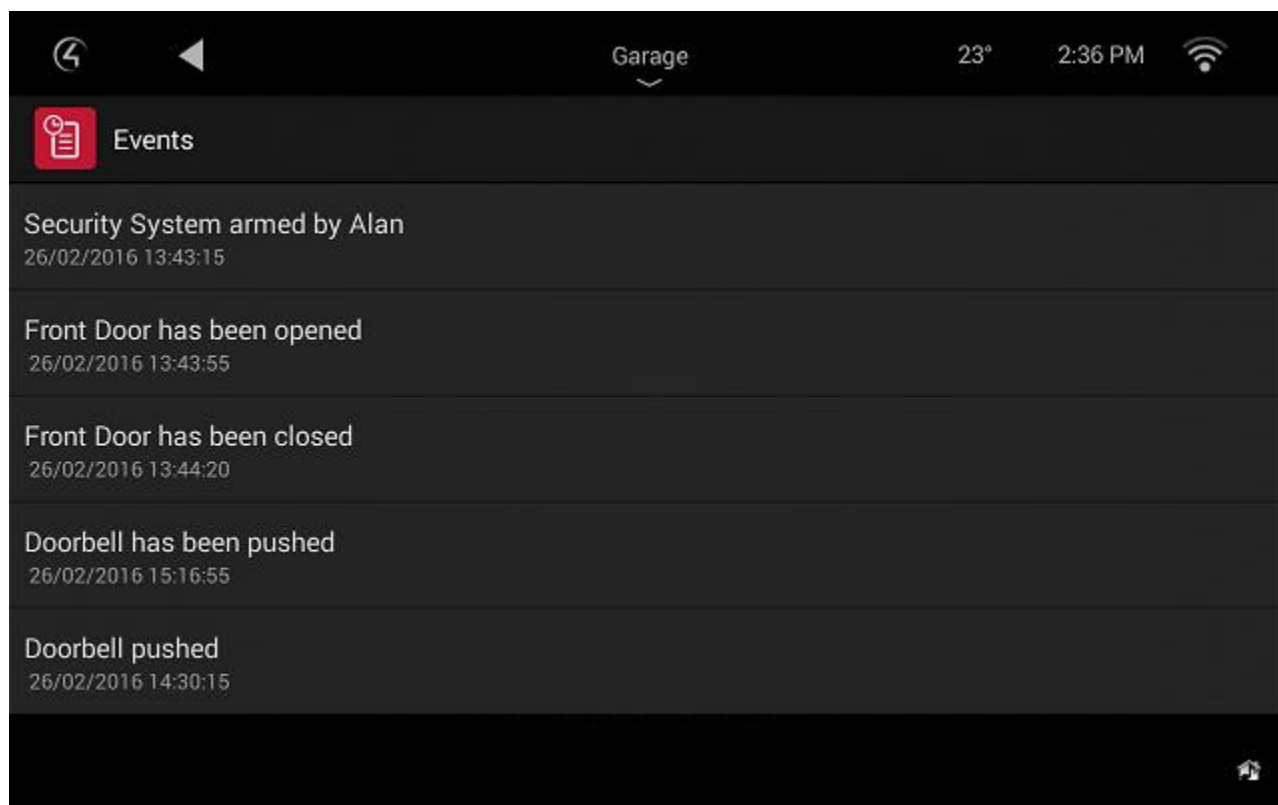 Garage
23° 2:36 PM
Events
Security System armed by Alan
26/02/2016 13:43:15
Front Door has been opened
26/02/2016 13:43:55
Front Door has been closed
26/02/2016 13:44:20
Doorbell has been pushed
26/02/2016 15:16:55
Doorbell pushed
26/02/2016 14:30:15